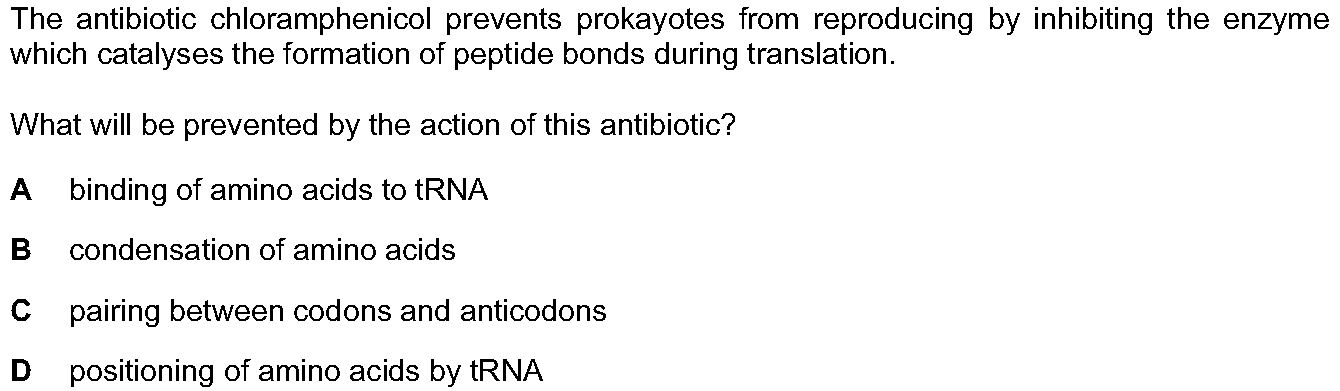 The antibiotic chloramphenicol prevents prokayotes from reproducing by inhibiting the enzyme
which catalyses the formation of peptide bonds during translation.
What will be prevented by the action of this antibiotic?
A binding of amino acids to tRNA
B condensation of amino acids
C pairing between codons and anticodons
D positioning of amino acids by tRNA